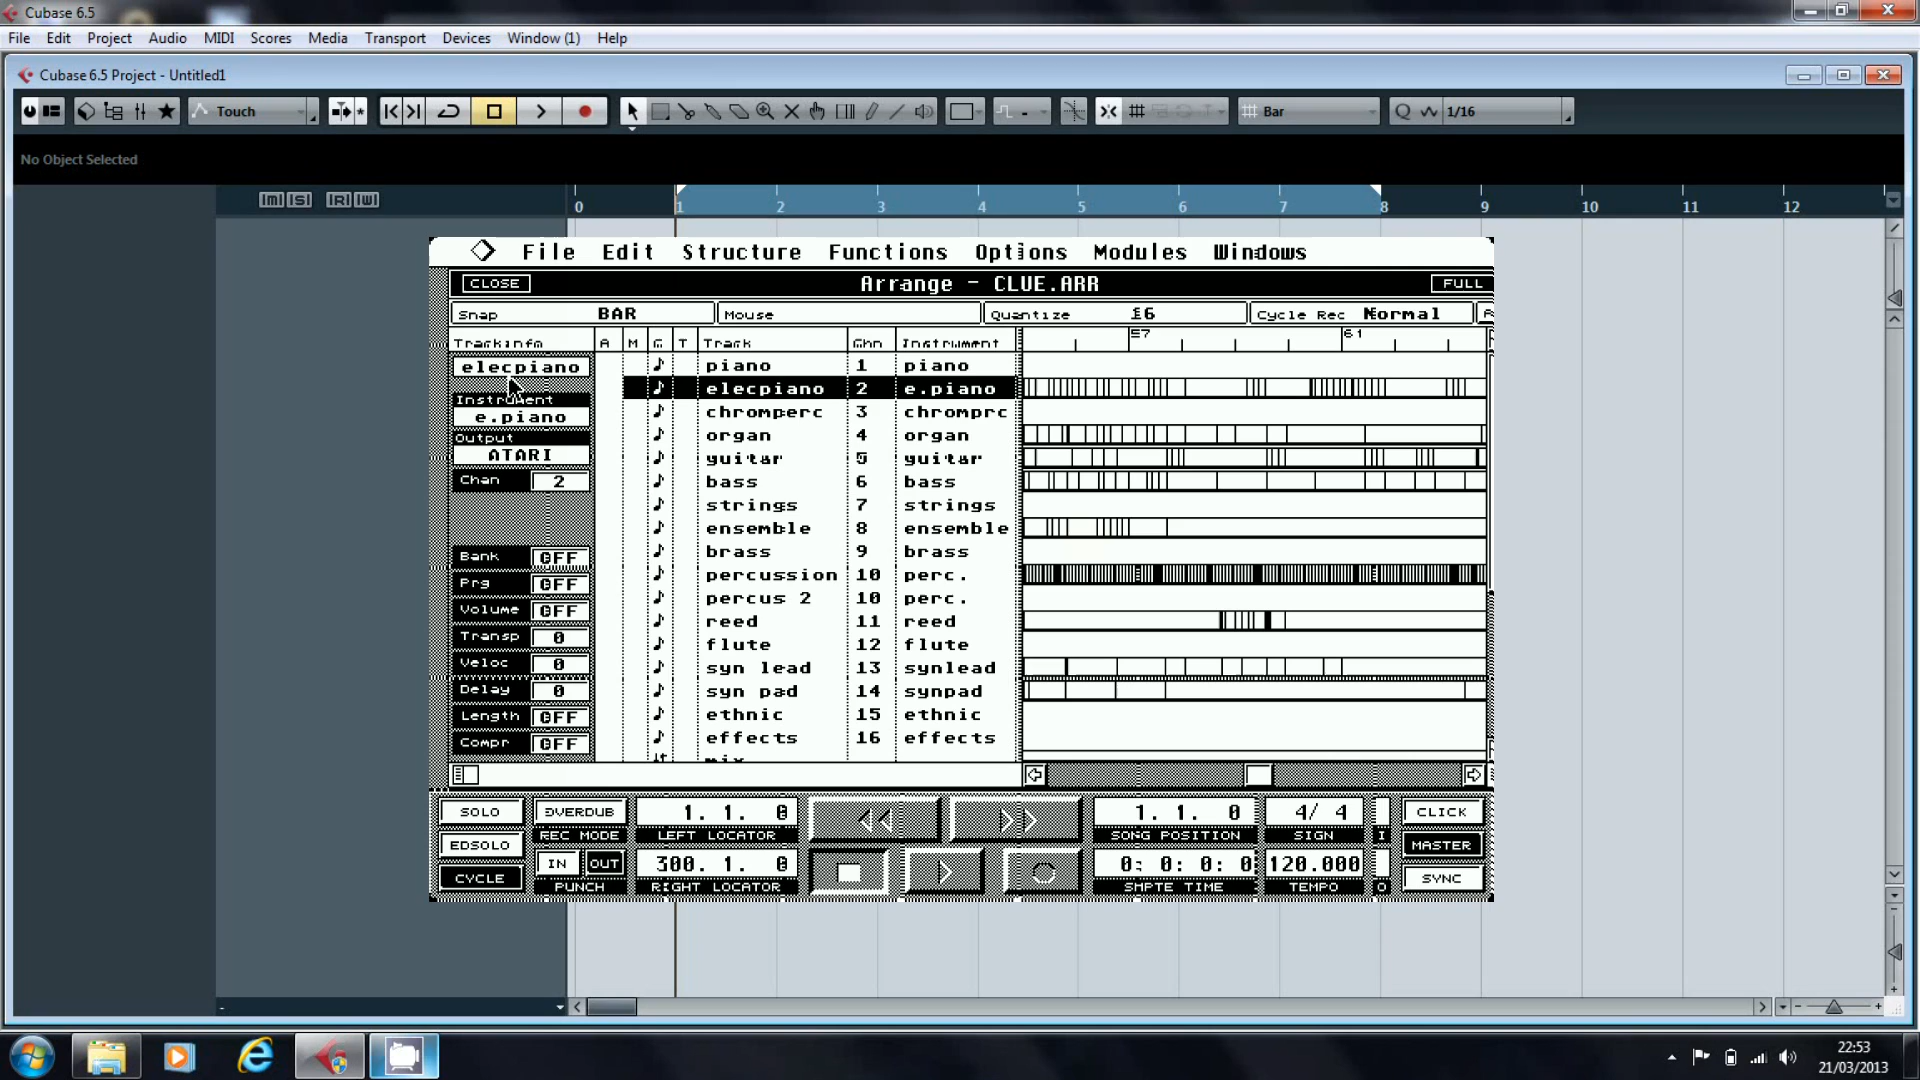 Cubase 6.5
File Edit Project Audio MIDI Scores Media Transport Devices Window (1) Help
Cubase 6.5 Project - Untitled1
Touch Bar 1/16
No Object Selected
M S R W
0 1 2 3 4 5 6 7 8 9 10 11 12
File Edit Structure Functions Options Modules Windows
CLOSE Arrange - CLUE.ARR FULL
Snap BAR Mouse Quantize 16 Cycle Rec Normal
TrackInfo A M C T Track Chn Instrument 57 61
elecpiano
Instrument
e.piano
Output
ATARI
Chan 2
Bank OFF
Prg OFF
Volume OFF
Transp 0
Veloc 0
Delay 0
Length OFF
Compr OFF
piano 1 piano
elecpiano 2 e.piano
chromperc 3 chromprc
organ 4 organ
guitar 5 guitar
bass 6 bass
strings 7 strings
ensemble 8 ensemble
brass 9 brass
percussion 10 perc.
percus 2 10 perc.
reed 11 reed
flute 12 flute
syn lead 13 synlead
syn pad 14 synpad
ethnic 15 ethnic
effects 16 effects
SOLO OVERDUB 1. 1. 0 1. 1. 0 4/ 4 CLICK
REC MODE LEFT LOCATOR SONG POSITION SIGN I
EDSOLO MASTER
IN OUT 300. 1. 0 0: 0: 0: 0 120.000
CYCLE PUNCH RIGHT LOCATOR SMPTE TIME TEMPO O SYNC
22:53
21/03/2013